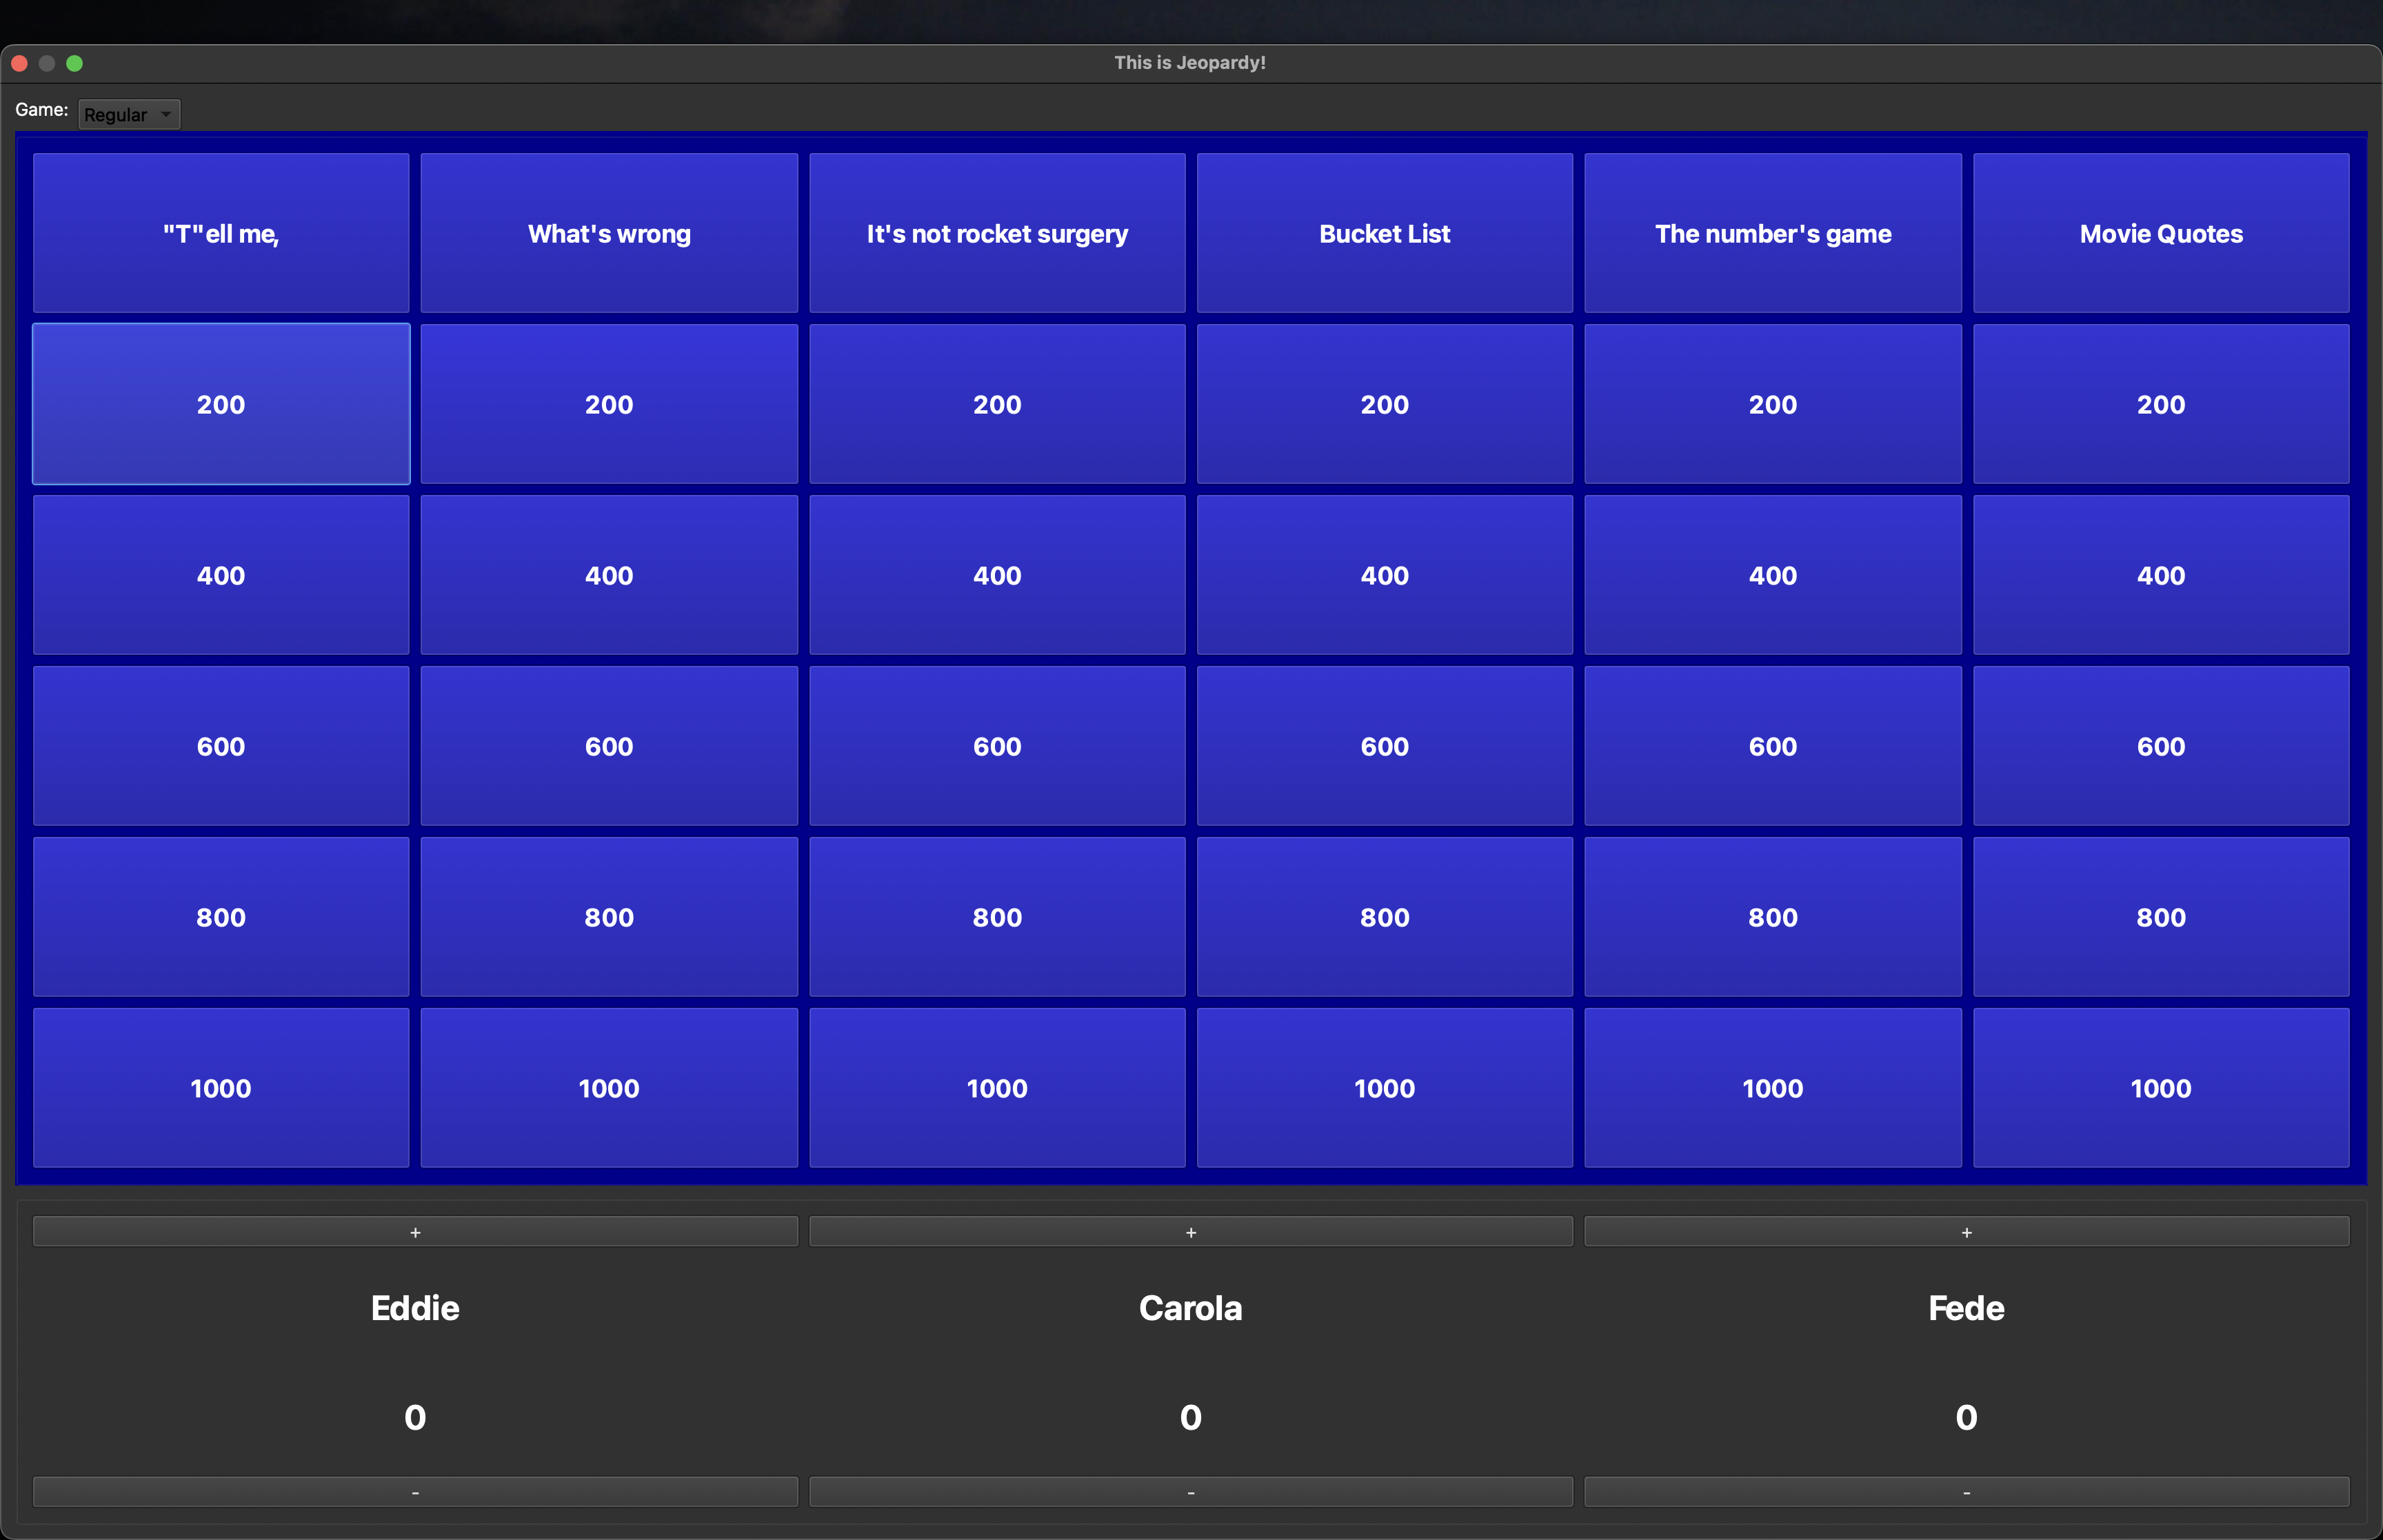 This is Jeopardy!
Game: Regular
"T"ell me, What's wrong It's not rocket surgery Bucket List The number's game Movie Quotes
200 200 200 200 200 200
400 400 400 400 400 400
600 600 600 600 600 600
800 800 800 800 800 800
1000 1000 1000 1000 1000 1000
+ + +
Eddie Carola Fede
0 0 0
- - -